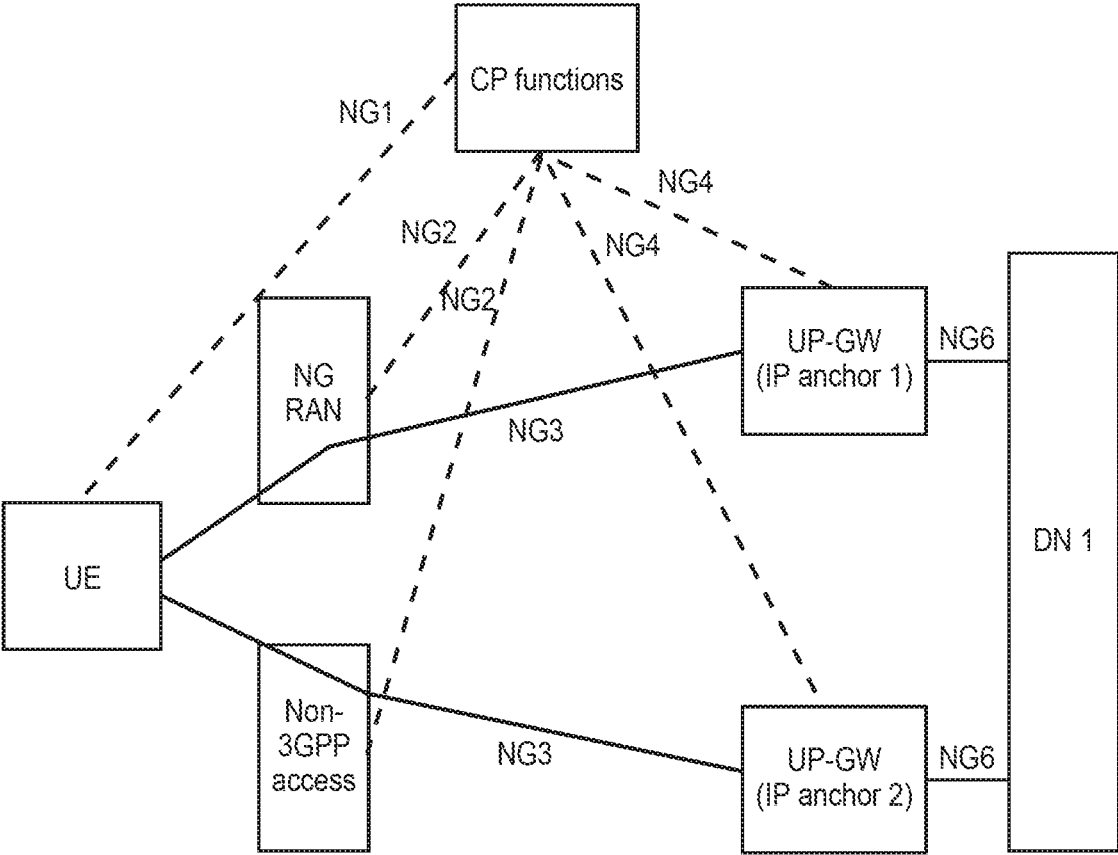 CP functions
NG1
NG4
NG2
NG4
NG2
UP-GW
(IP anchor 1)
NG6
NG
RAN
NG3
DN 1
UE
Non-
3GPP
access
NG3
UP-GW
(IP anchor 2)
NG6